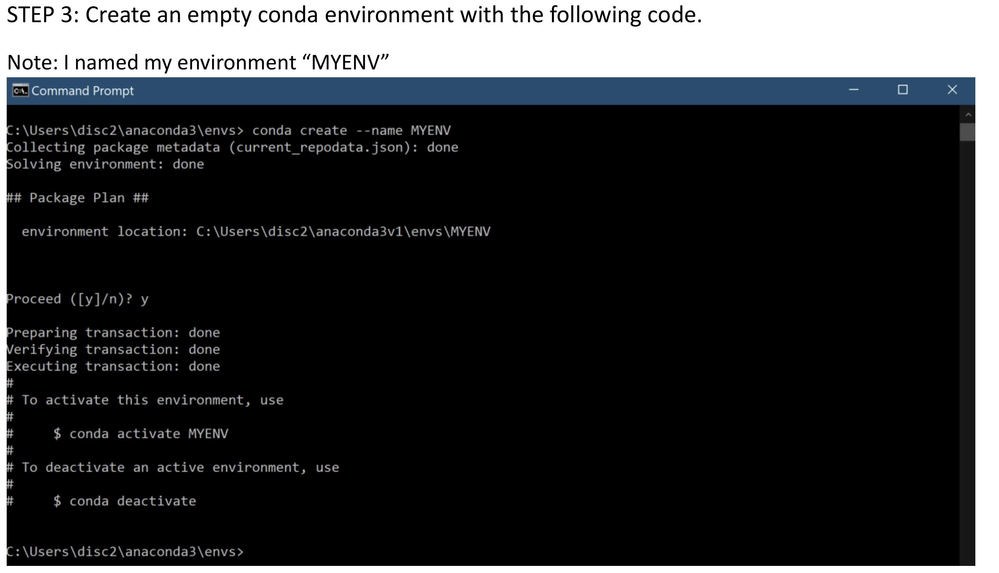 STEP 3: Create an empty conda environment with the following code.
Note: I named my environment “MYENV”
C:\. Command Prompt
C:\Users\disc2\anaconda3\envs> conda create --name MYENV
Collecting package metadata (current_repodata.json): done
Solving environment: done
## Package Plan ##
environment location: C:\Users\disc2\anaconda3v1\envs\MYENV
Proceed ([y]/n)? y
Preparing transaction: done
Verifying transaction: done
Executing transaction: done
#
# To activate this environment, use
#
#     $ conda activate MYENV
#
# To deactivate an active environment, use
#
#     $ conda deactivate
C:\Users\disc2\anaconda3\envs>